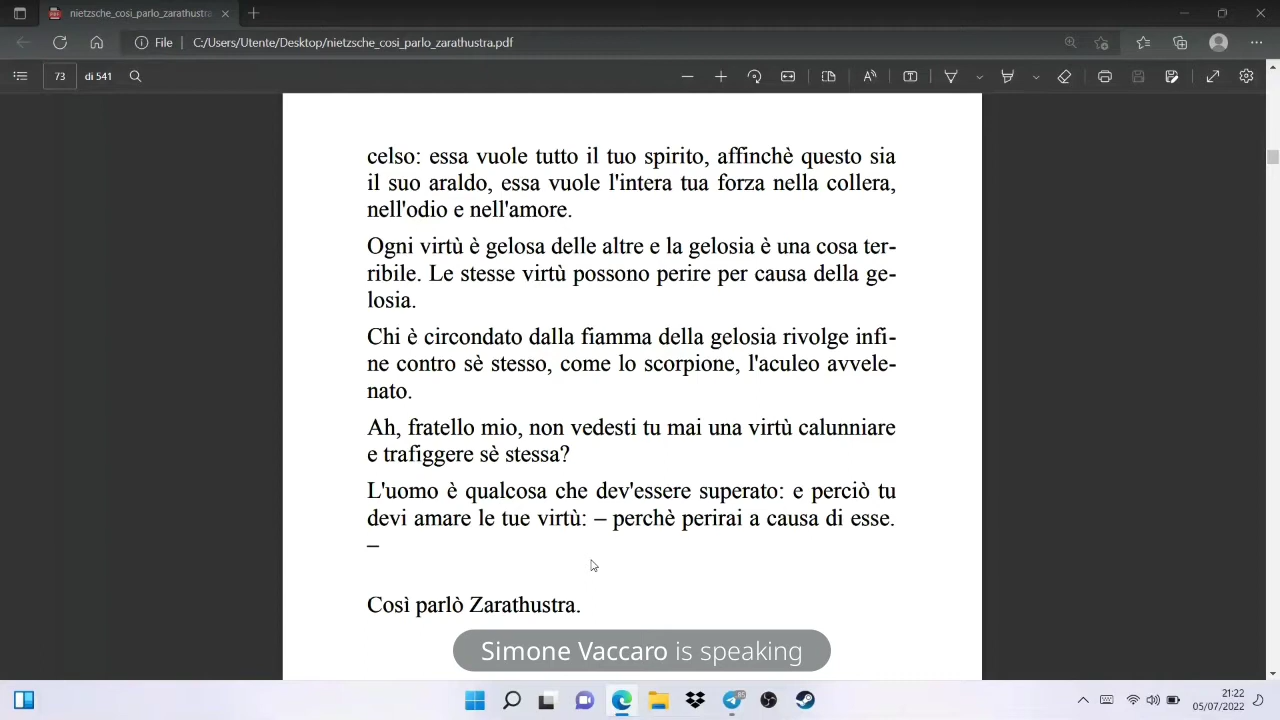 nietzsche_cosi_parlo_zarathustra
File
C:/Users/Utente/Desktop/nietzsche_cosi_parlo_zarathustra.pdf
73
di 541
celso: essa vuole tutto il tuo spirito, affinchè questo sia
il suo araldo, essa vuole l'intera tua forza nella collera,
nell'odio e nell'amore.
Ogni virtù è gelosa delle altre e la gelosia è una cosa ter-
ribile. Le stesse virtù possono perire per causa della ge-
losia.
Chi è circondato dalla fiamma della gelosia rivolge infi-
ne contro sè stesso, come lo scorpione, l'aculeo avvele-
nato.
Ah, fratello mio, non vedesti tu mai una virtù calunniare
e trafiggere sè stessa?
L'uomo è qualcosa che dev'essere superato: e perciò tu
devi amare le tue virtù: – perchè perirai a causa di esse.
–
Così parlò Zarathustra.
Simone Vaccaro is speaking
21:22
05/07/2022